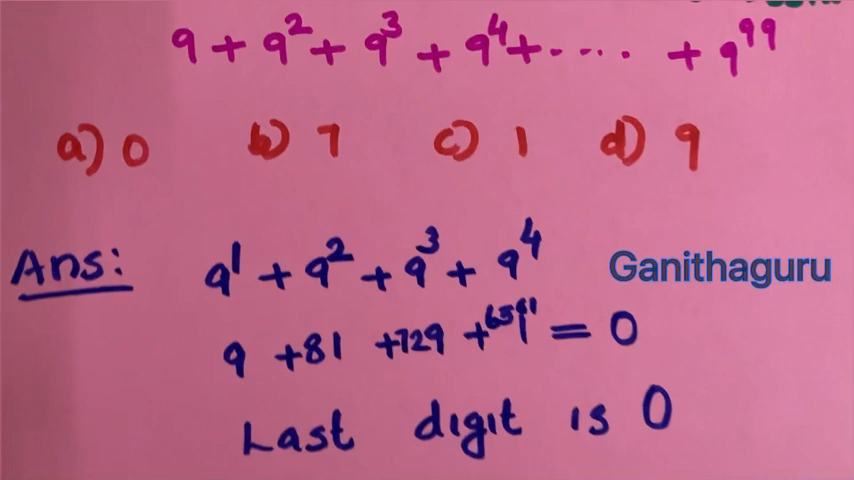 9 + 9² + 9³ + 9⁴ + ---- + 9⁹⁹
a) 0 b) 7 c) 1 d) 9
Ans: 9¹ + 9² + 9³ + 9⁴
Ganithaguru
9 + 81 + 729 + 6561 = 0
Last digit is 0